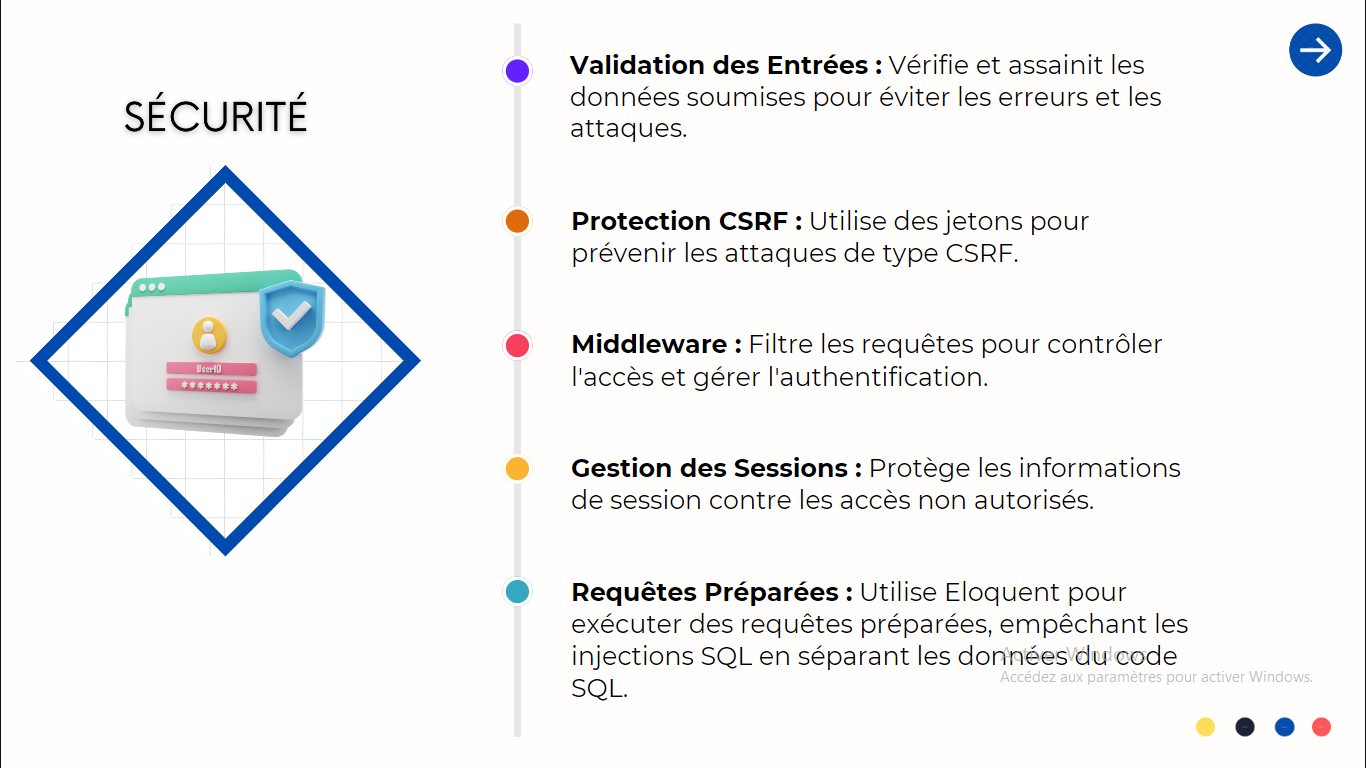 SÉCURITÉ
UserID
*******
Validation des Entrées : Vérifie et assainit les
données soumises pour éviter les erreurs et les
attaques.
Protection CSRF : Utilise des jetons pour
prévenir les attaques de type CSRF.
Middleware : Filtre les requêtes pour contrôler
l'accès et gérer l'authentification.
Gestion des Sessions : Protège les informations
de session contre les accès non autorisés.
Requêtes Préparées : Utilise Eloquent pour
exécuter des requêtes préparées, empêchant les
injections SQL en séparant les données du code
SQL.
Activer Windows
Accédez aux paramètres pour activer Windows.